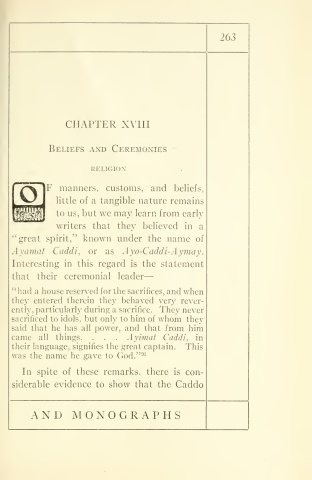 263
CHAPTER XVIII
BELIEFS AND CEREMONIES
RELIGION
OF manners, customs, and beliefs,
little of a tangible nature remains
to us, but we may learn from early
writers that they believed in a
"great spirit," known under the name of
Ayamat Caddi, or as Ayo-Caddi-Aymay.
Interesting in this regard is the statement
that their ceremonial leader—
"had a house reserved for the sacrifices, and when
they entered therein they behaved very rever-
ently, particularly during a sacrifice. They never
sacrificed to idols, but only to him of whom they
said that he has all power, and that from him
came all things. . . . Ayimat Caddi, in
their language, signifies the great captain. This
was the name he gave to God."
In spite of these remarks, there is con-
siderable evidence to show that the Caddo
AND MONOGRAPHS